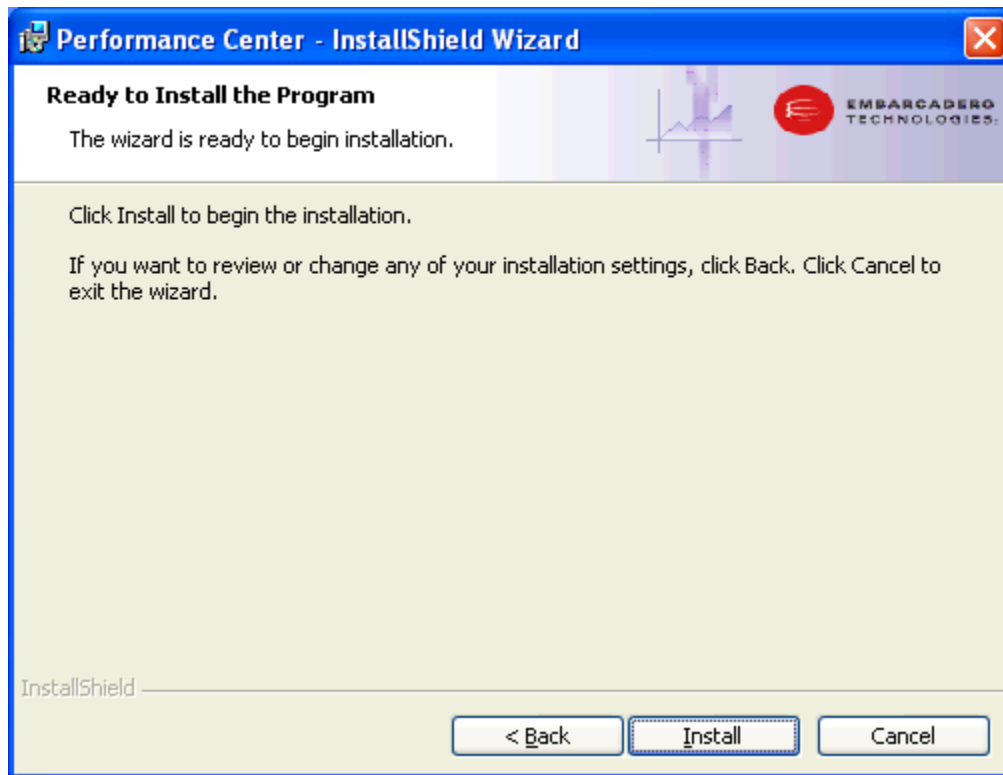 Performance Center - InstallShield Wizard
Ready to Install the Program
The wizard is ready to begin installation.
EMBARCADERO
TECHNOLOGIES.
Click Install to begin the installation.
If you want to review or change any of your installation settings, click Back. Click Cancel to
exit the wizard.
InstallShield
< Back
Install
Cancel